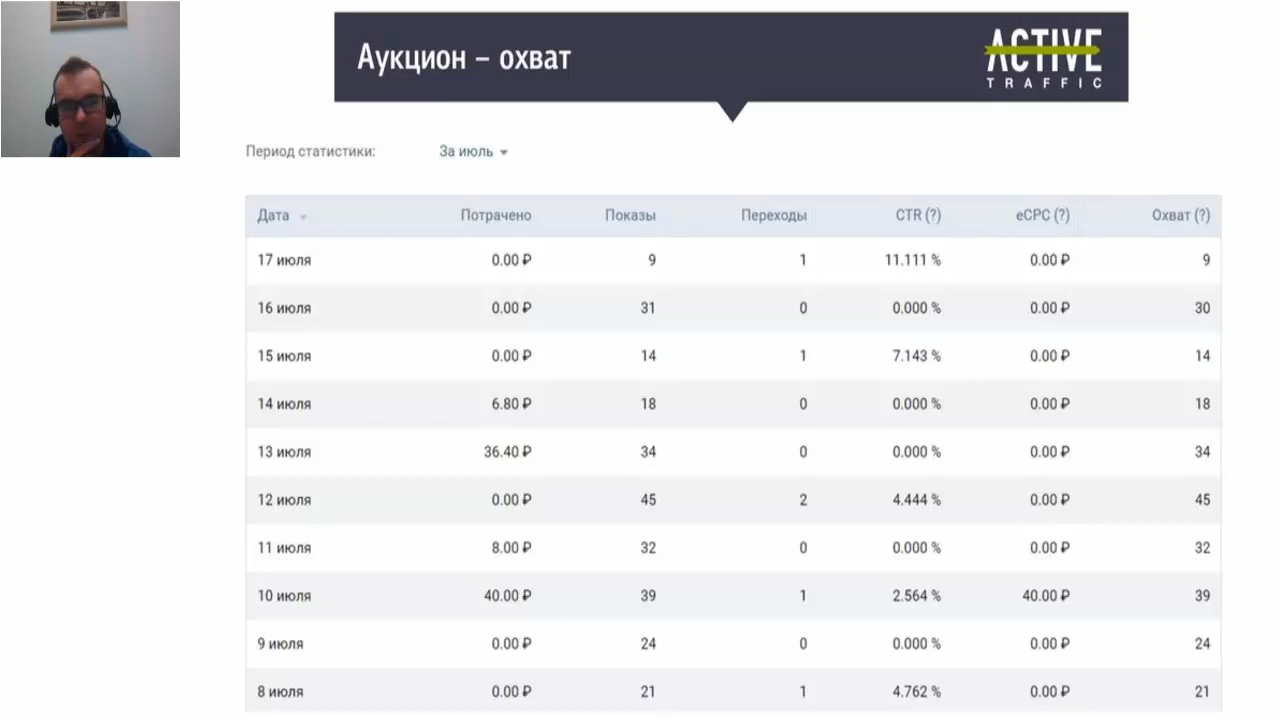 Аукцион – охват
ACTIVE
TRAFFIC
Период статистики: За июль
Дата Потрачено Показы Переходы CTR (?) eCPC (?) Охват (?)
17 июля 0.00 ₽ 9 1 11.111 % 0.00 ₽ 9
16 июля 0.00 ₽ 31 0 0.000 % 0.00 ₽ 30
15 июля 0.00 ₽ 14 1 7.143 % 0.00 ₽ 14
14 июля 6.80 ₽ 18 0 0.000 % 0.00 ₽ 18
13 июля 36.40 ₽ 34 0 0.000 % 0.00 ₽ 34
12 июля 0.00 ₽ 45 2 4.444 % 0.00 ₽ 45
11 июля 8.00 ₽ 32 0 0.000 % 0.00 ₽ 32
10 июля 40.00 ₽ 39 1 2.564 % 40.00 ₽ 39
9 июля 0.00 ₽ 24 0 0.000 % 0.00 ₽ 24
8 июля 0.00 ₽ 21 1 4.762 % 0.00 ₽ 21